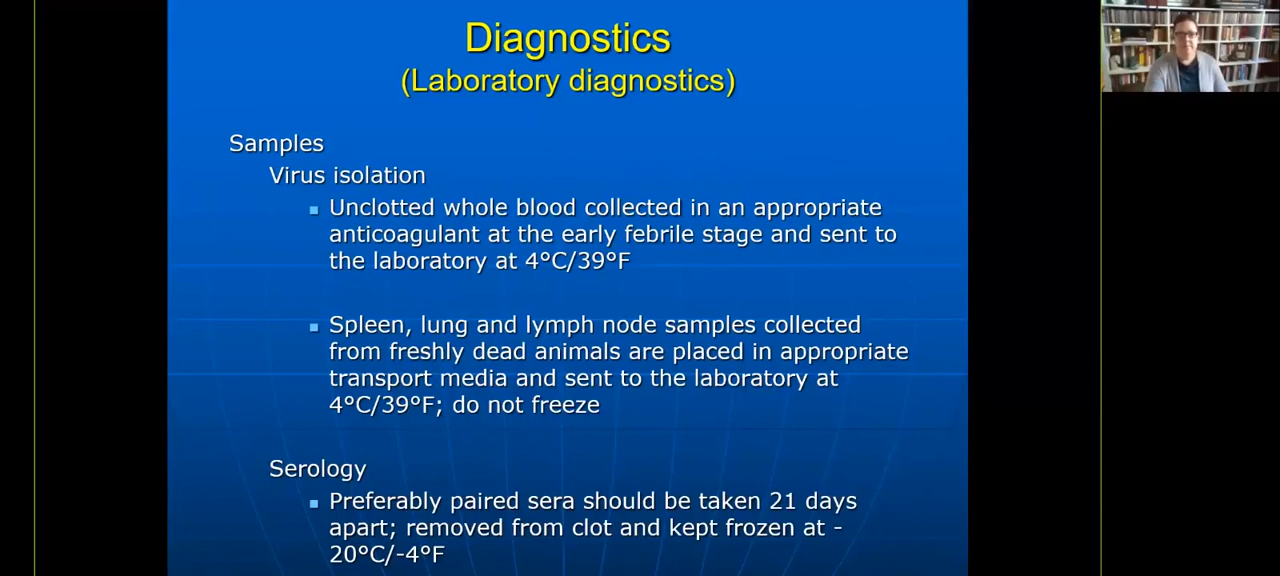 Diagnostics
(Laboratory diagnostics)
Samples
Virus isolation
Unclotted whole blood collected in an appropriate
anticoagulant at the early febrile stage and sent to
the laboratory at 4°C/39°F
Spleen, lung and lymph node samples collected
from freshly dead animals are placed in appropriate
transport media and sent to the laboratory at
4°C/39°F; do not freeze
Serology
Preferably paired sera should be taken 21 days
apart; removed from clot and kept frozen at -
20°C/-4°F